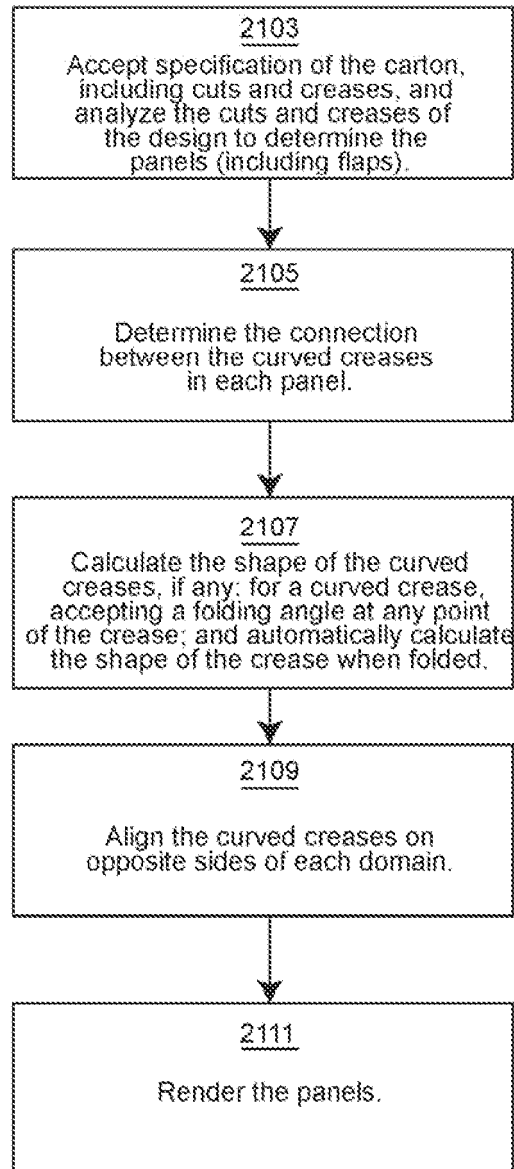 2103
Accept specification of the carton,
including cuts and creases, and
analyze the cuts and creases of
the design to determine the
panels (including flaps).
2105
Determine the connection
between the curved creases
in each panel.
2107
Calculate the shape of the curved
creases, if any: for a curved crease,
accepting a folding angle at any point
of the crease; and automatically calculate
the shape of the crease when folded.
2109
Align the curved creases on
opposite sides of each domain.
2111
Render the panels.